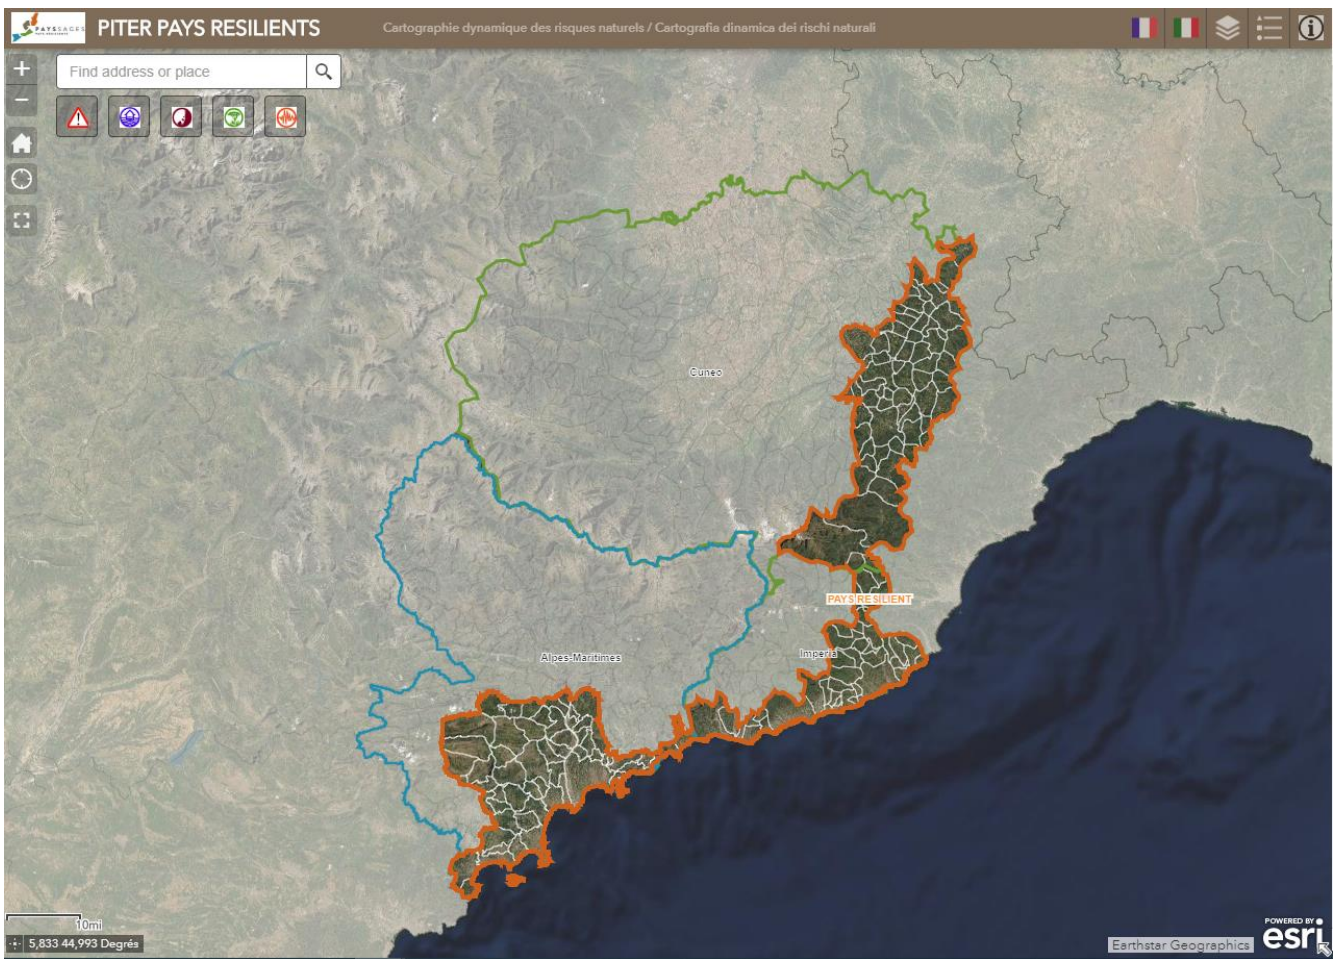 PAYSSAGES
PITER PAYS RESILIENTS
Cartographie dynamique des risques naturels / Cartografia dinamica dei rischi naturali
Find address or place
Cuneo
PAYS RESILIENT
Imperia
Alpes-Maritimes
10mi
5,833 44,993 Degrés
Earthstar Geographics
POWERED BY
esri